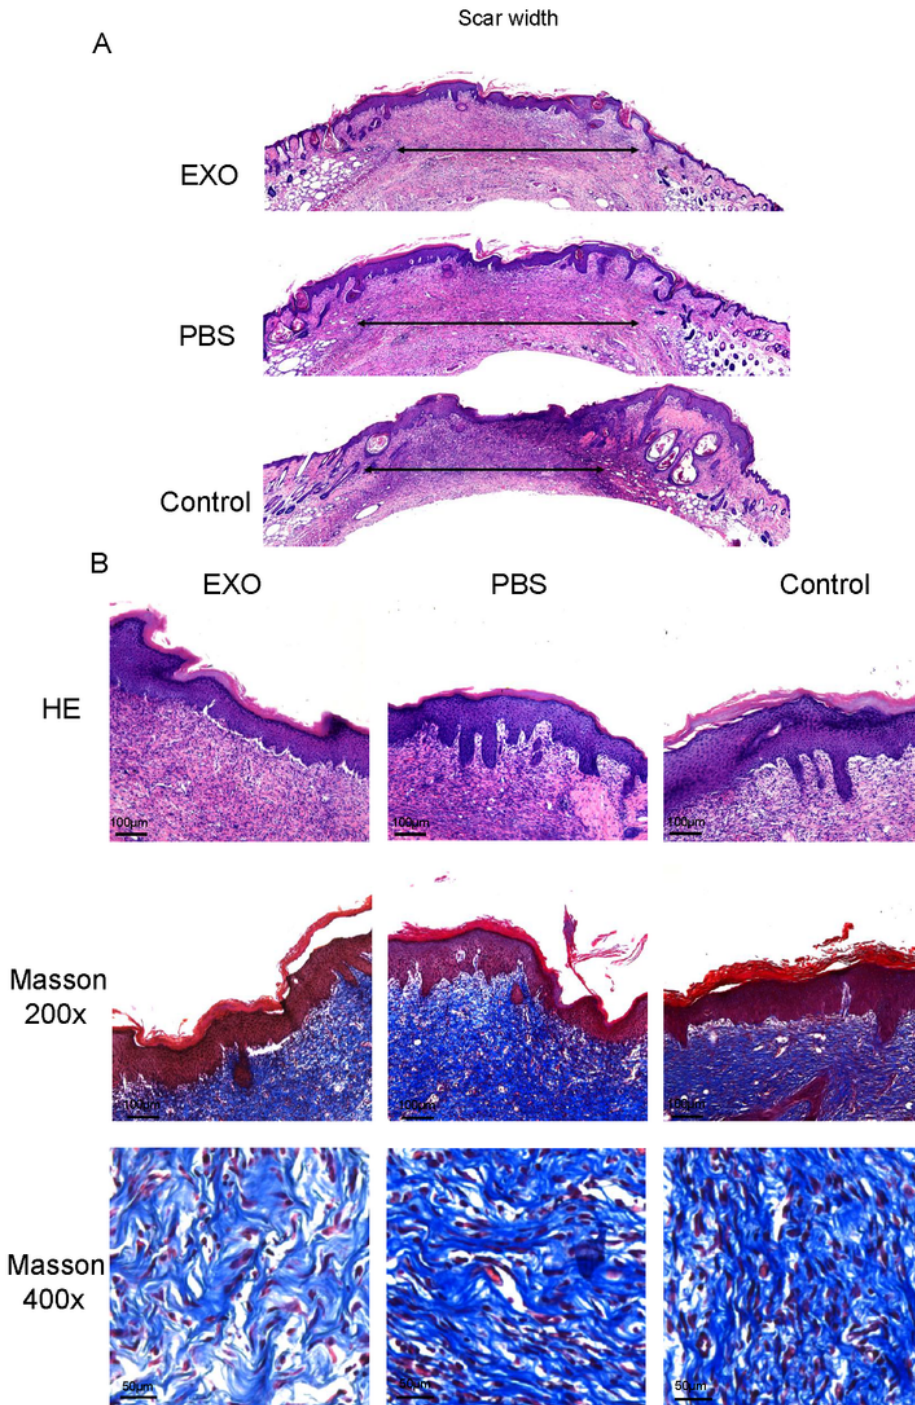 Scar width
A
EXO
PBS
Control
B
EXO PBS Control
HE
100μm 100μm 100μm
Masson
200x
100μm 100μm 100μm
Masson
400x
50μm 50μm 50μm